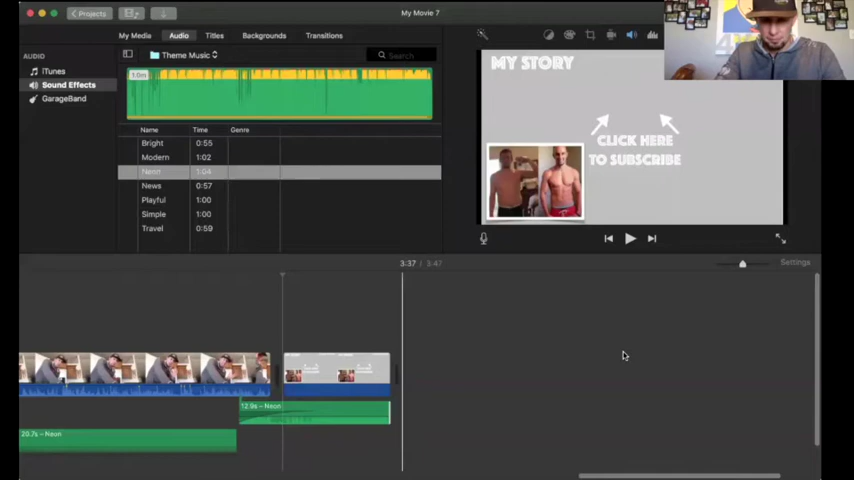 Projects
My Movie 7
My Media Audio Titles Backgrounds Transitions
AUDIO
iTunes
Sound Effects
GarageBand
Theme Music
Search
1.0m
Name Time Genre
Bright 0:55
Modern 1:02
Neon 1:04
News 0:57
Playful 1:00
Simple 1:00
Travel 0:59
MY STORY
CLICK HERE
TO SUBSCRIBE
3:37 / 3:47
Settings
12.9s – Neon
20.7s – Neon